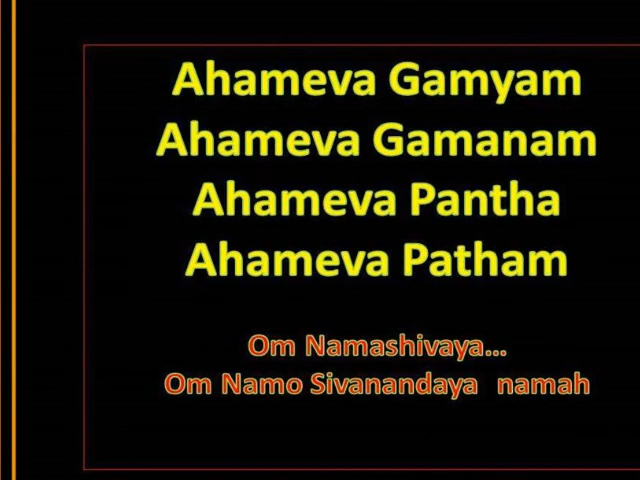 Ahameva Gamyam
Ahameva Gamanam
Ahameva Pantha
Ahameva Patham
Om Namashivaya...
Om Namo Sivanandaya namah